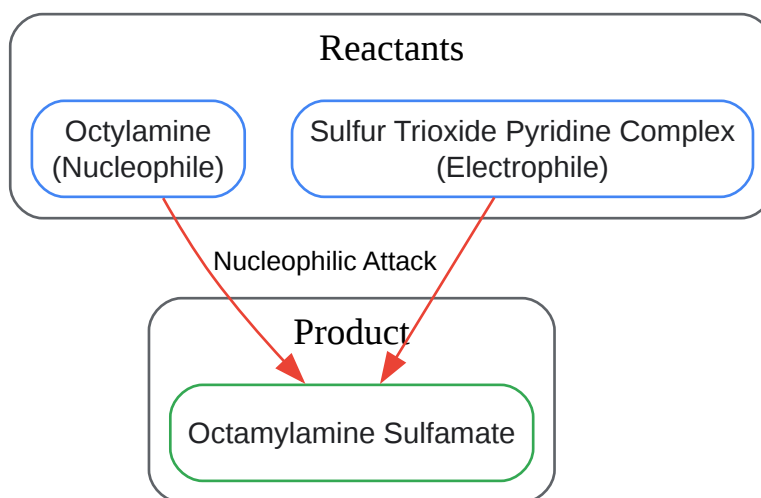 Reactants
Octylamine
(Nucleophile)
Sulfur Trioxide Pyridine Complex
(Electrophile)
Nucleophilic Attack
Product
Octamylamine Sulfamate